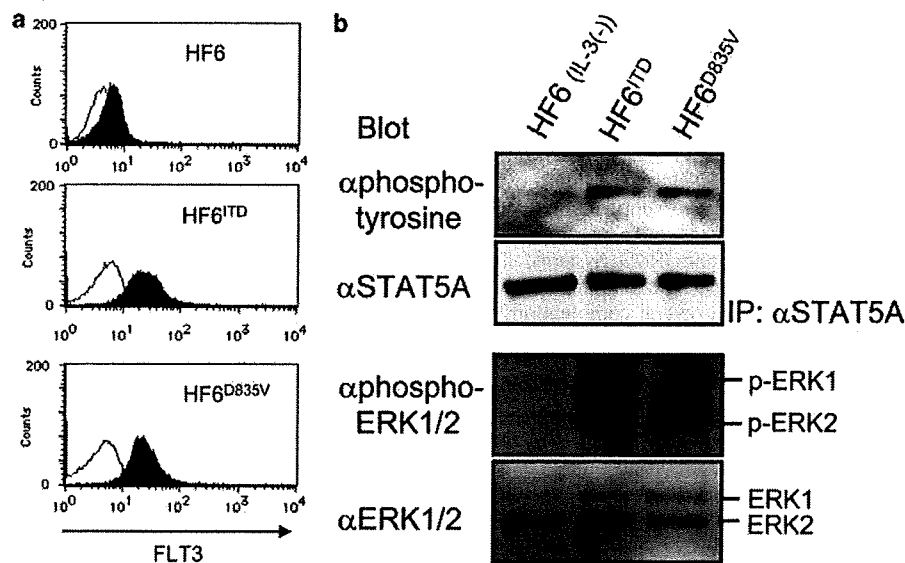 a
200
HF6
Counts
0
10⁰ 10¹ 10² 10³ 10⁴
200
HF6ᴵᵀᴰ
Counts
0
10⁰ 10¹ 10² 10³ 10⁴
200
HF6ᴰ⁸³⁵ⱽ
Counts
0
10⁰ 10¹ 10² 10³ 10⁴
FLT3
b
Blot
HF6 (IL-3(-))
HF6ᴵᵀᴰ
HF6ᴰ⁸³⁵ⱽ
αphospho-
tyrosine
αSTAT5A
IP: αSTAT5A
αphospho-
ERK1/2
p-ERK1
p-ERK2
αERK1/2
ERK1
ERK2